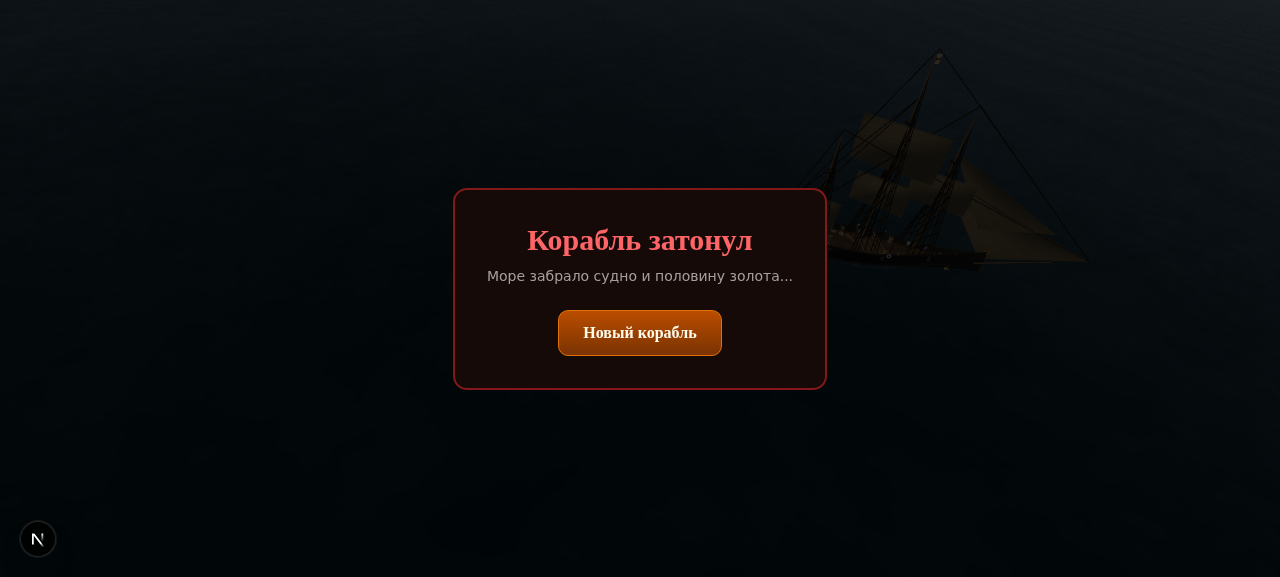 Корабль затонул
Море забрало судно и половину золота...
Новый корабль
N